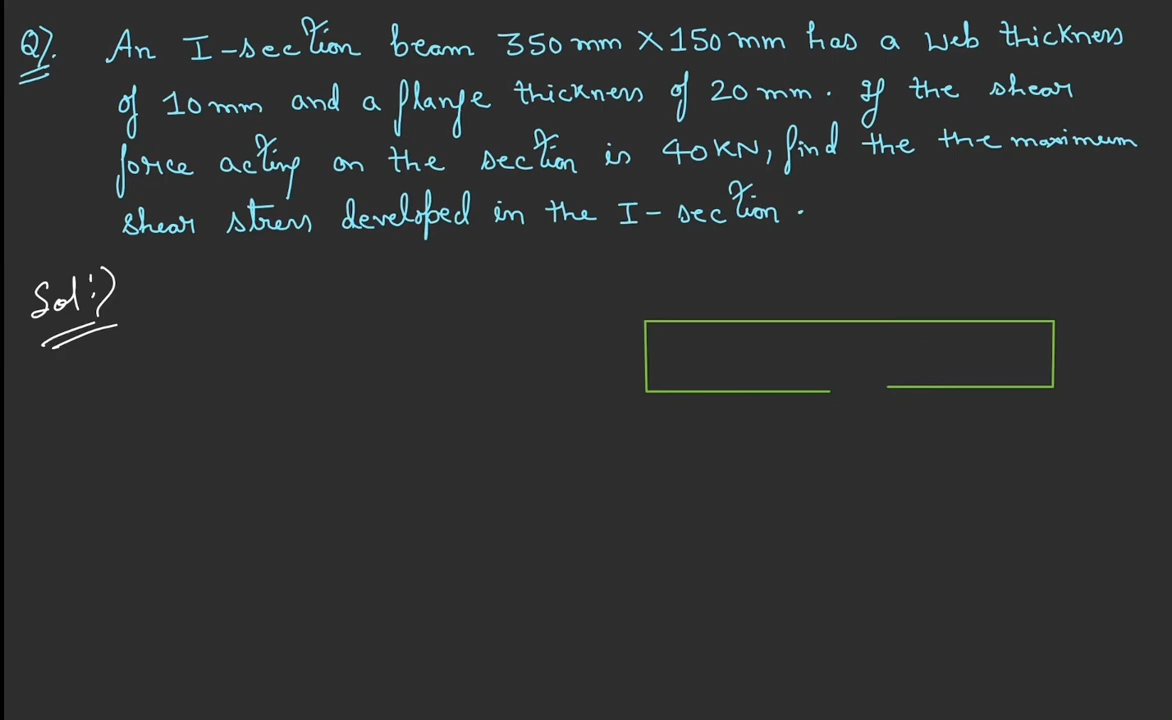 Q). An I-section beam 350 mm X 150 mm has a web thickness
of 10 mm and a flange thickness of 20 mm. If the shear
force acting on the section is 40 KN, find the the maximum
shear stress developed in the I-section.
Sol:)